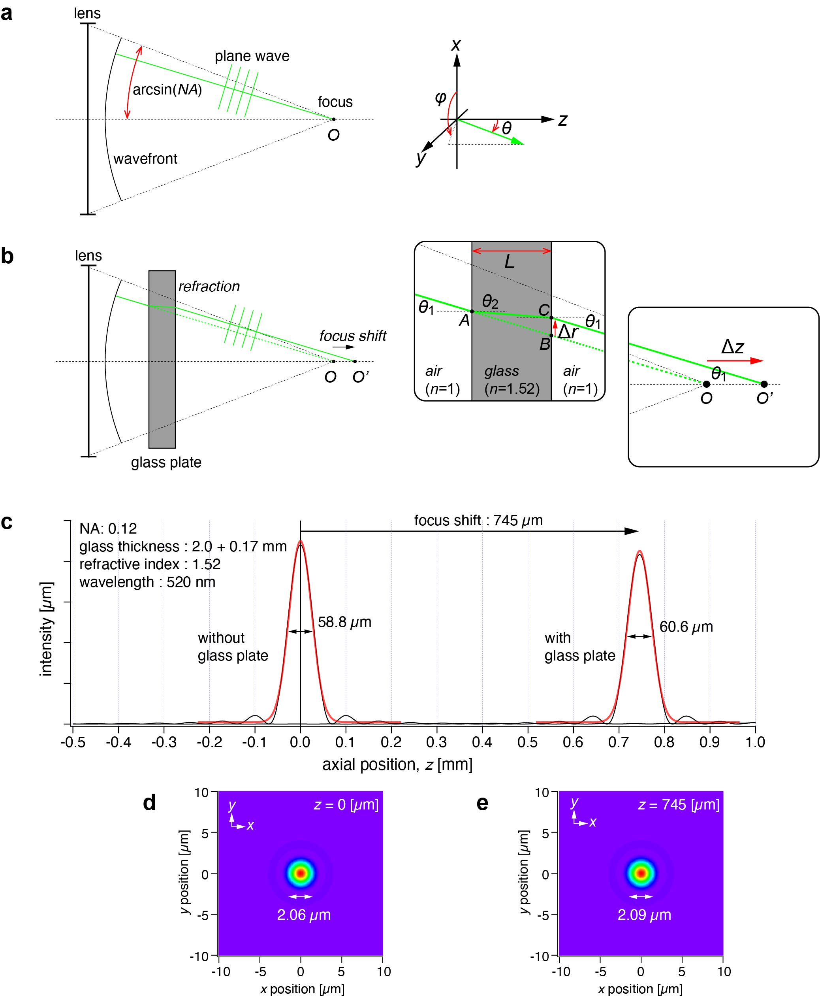 a
lens
plane wave
arcsin(NA)
focus
O
wavefront
x
φ
z
θ
y
b
lens
refraction
focus shift
O
O’
glass plate
L
θ1
θ2
A
C
θ1
Δr
B
air
(n=1)
glass
(n=1.52)
air
(n=1)
Δz
θ1
O
O’
c
focus shift : 745 µm
NA: 0.12
glass thickness : 2.0 + 0.17 mm
refractive index : 1.52
wavelength : 520 nm
intensity [µm]
58.8 µm
60.6 µm
without
glass plate
with
glass plate
-0.5 -0.4 -0.3 -0.2 -0.1 0.0 0.1 0.2 0.3 0.4 0.5 0.6 0.7 0.8 0.9 1.0
axial position, z [mm]
d
10
5
0
-5
-10
y position [µm]
y
x
z = 0 [µm]
2.06 µm
-10 -5 0 5 10
x position [µm]
e
10
5
0
-5
-10
y position [µm]
y
x
z = 745 [µm]
2.09 µm
-10 -5 0 5 10
x position [µm]